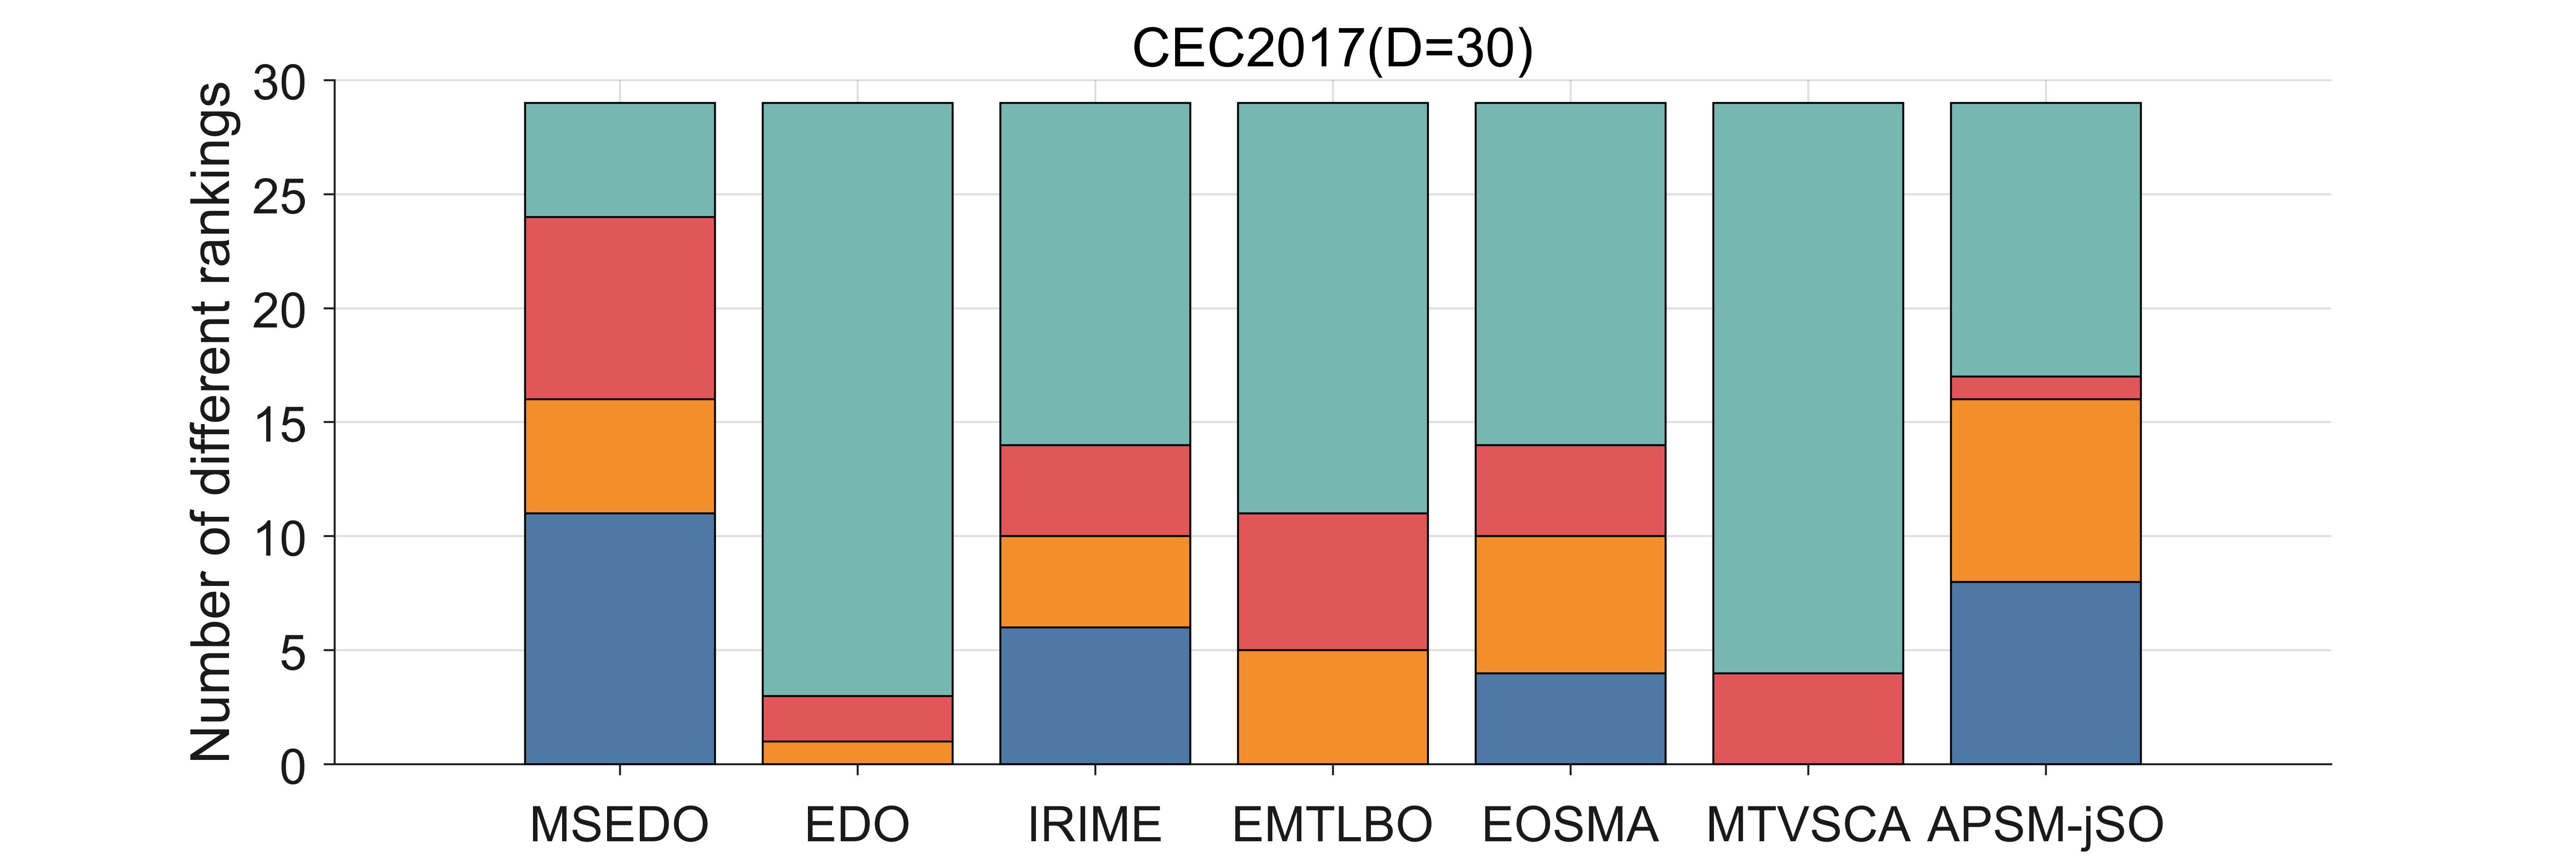 CEC2017(D=30)
Number of different rankings
30
25
20
15
10
5
0
MSEDO EDO IRIME EMTLBO EOSMA MTVSCA APSM-jSO